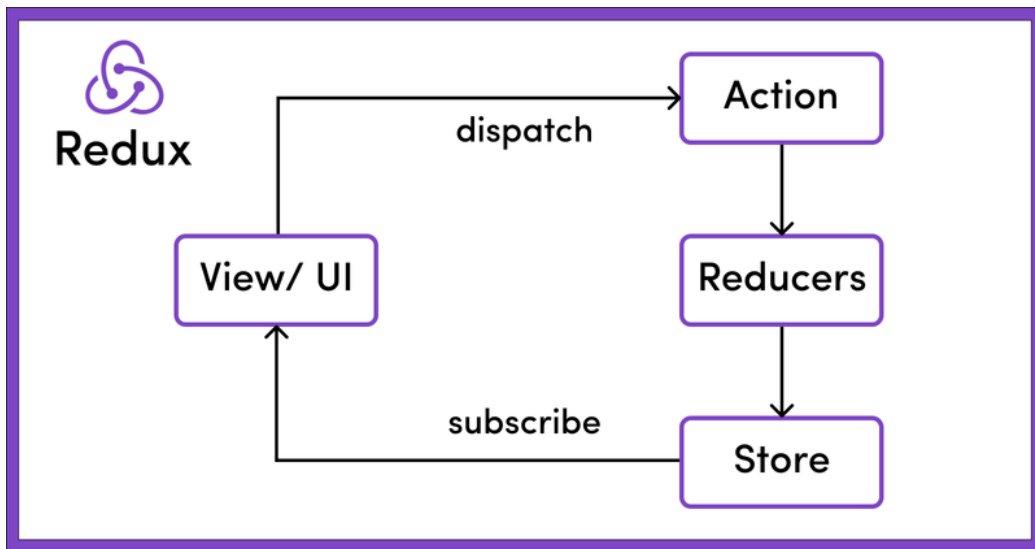 Redux
Action
dispatch
View/ UI
Reducers
subscribe
Store